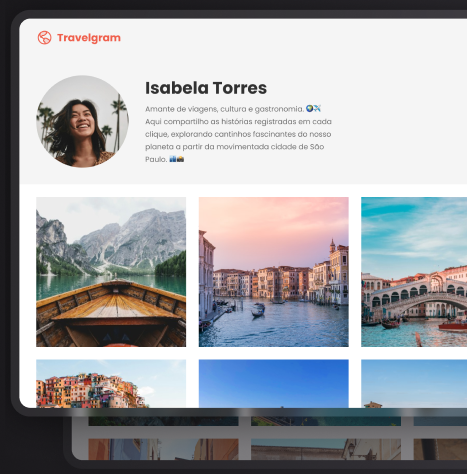 Travelgram
Isabela Torres
Amante de viagens, cultura e gastronomia. 🌍✈️
Aqui compartilho as histórias registradas em cada
clique, explorando cantinhos fascinantes do nosso
planeta a partir da movimentada cidade de São
Paulo. 🏙️📸